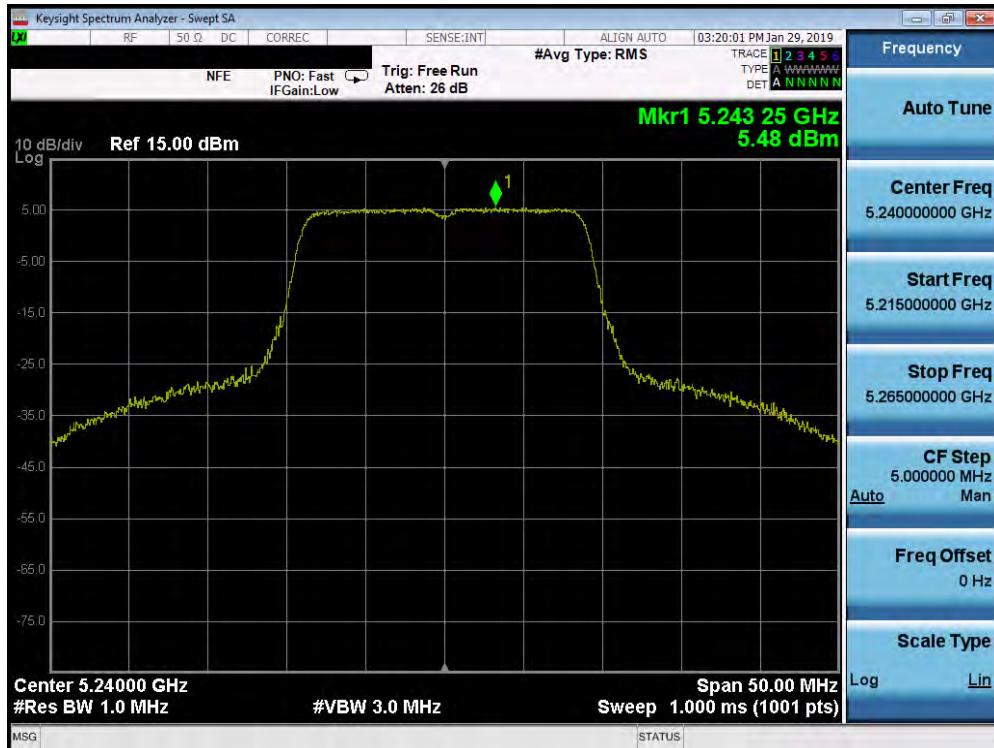 Keysight Spectrum Analyzer - Swept SA
LXI RF 50 Ω DC CORREC SENSE:INT ALIGN AUTO 03:20:01 PM Jan 29, 2019
#Avg Type: RMS TRACE 1 2 3 4 5 6
NFE PNO: Fast Trig: Free Run TYPE A W W W W W
IFGain:Low Atten: 26 dB DET A N N N N N
Mkr1 5.243 25 GHz
5.48 dBm
10 dB/div Ref 15.00 dBm
Log
1
5.00
-5.00
-15.0
-25.0
-35.0
-45.0
-55.0
-65.0
-75.0
Center 5.24000 GHz Span 50.00 MHz
#Res BW 1.0 MHz #VBW 3.0 MHz Sweep 1.000 ms (1001 pts)
MSG STATUS
Frequency
Auto Tune
Center Freq
5.240000000 GHz
Start Freq
5.215000000 GHz
Stop Freq
5.265000000 GHz
CF Step
5.000000 MHz
Auto Man
Freq Offset
0 Hz
Scale Type
Log Lin